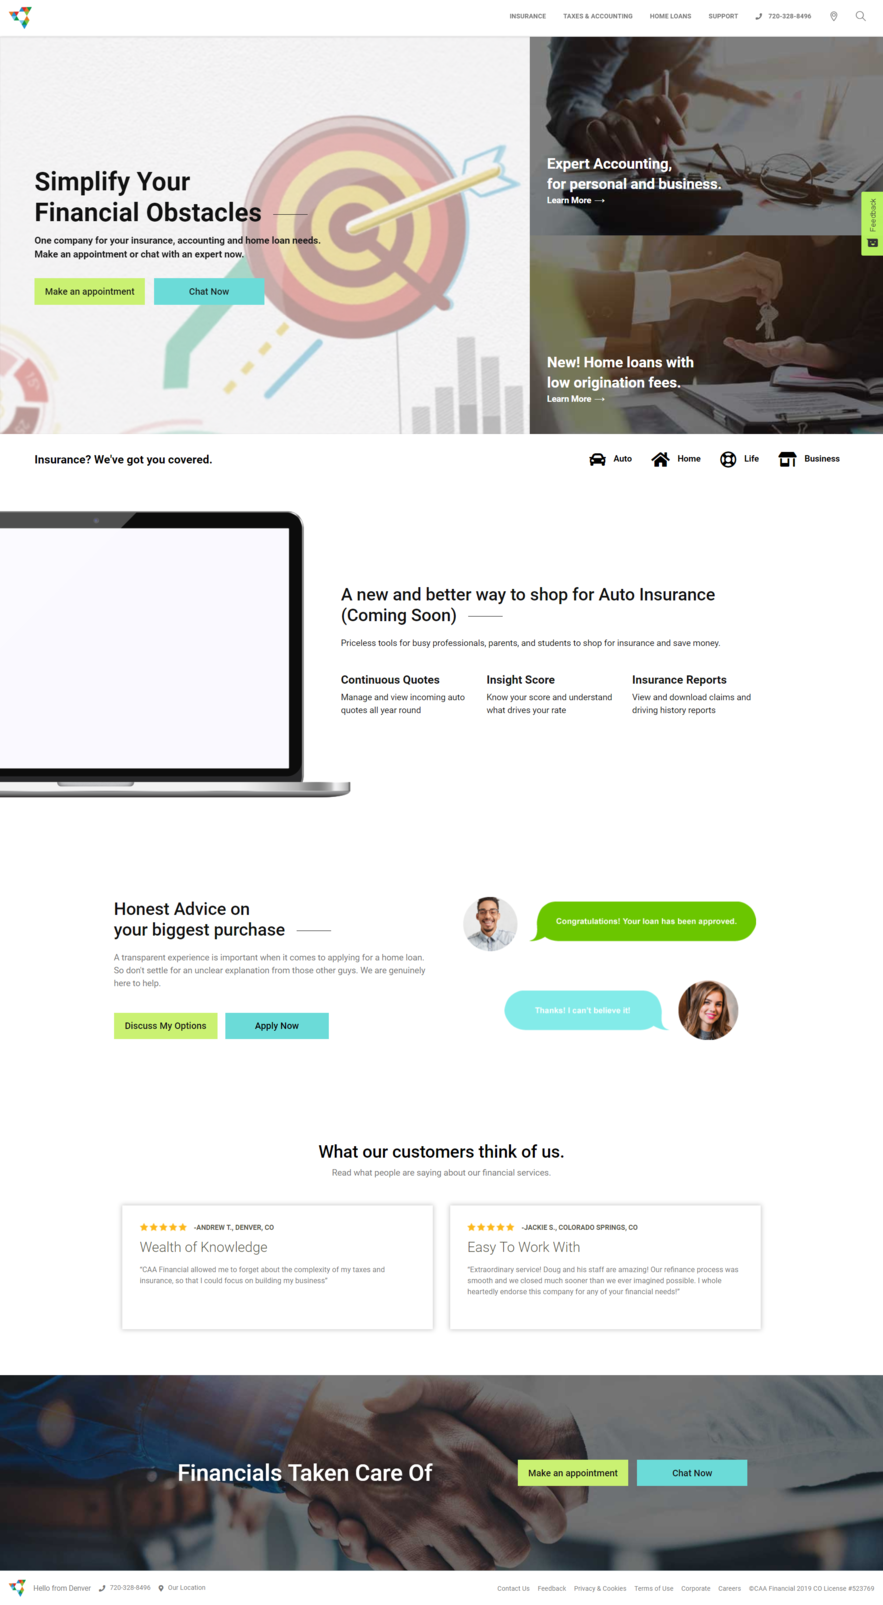 INSURANCE TAXES & ACCOUNTING HOME LOANS SUPPORT 720-328-8496
Simplify Your
Financial Obstacles
One company for your insurance, accounting and home loan needs.
Make an appointment or chat with an expert now.
Make an appointment Chat Now
Expert Accounting,
for personal and business.
Learn More →
Feedback
New! Home loans with
low origination fees.
Learn More →
Insurance? We've got you covered.
Auto Home Life Business
A new and better way to shop for Auto Insurance
(Coming Soon)
Priceless tools for busy professionals, parents, and students to shop for insurance and save money.
Continuous Quotes
Manage and view incoming auto
quotes all year round
Insight Score
Know your score and understand
what drives your rate
Insurance Reports
View and download claims and
driving history reports
Honest Advice on
your biggest purchase
A transparent experience is important when it comes to applying for a home loan.
So don't settle for an unclear explanation from those other guys. We are genuinely
here to help.
Discuss My Options Apply Now
Congratulations! Your loan has been approved.
Thanks! I can't believe it!
What our customers think of us.
Read what people are saying about our financial services.
-ANDREW T., DENVER, CO
Wealth of Knowledge
"CAA Financial allowed me to forget about the complexity of my taxes and
insurance, so that I could focus on building my business"
-JACKIE S., COLORADO SPRINGS, CO
Easy To Work With
"Extraordinary service! Doug and his staff are amazing! Our refinance process was
smooth and we closed much sooner than we ever imagined possible. I whole
heartedly endorse this company for any of your financial needs!"
Financials Taken Care Of
Make an appointment Chat Now
Hello from Denver 720-328-8496 Our Location
Contact Us Feedback Privacy & Cookies Terms of Use Corporate Careers ©CAA Financial 2019 CO License #523769